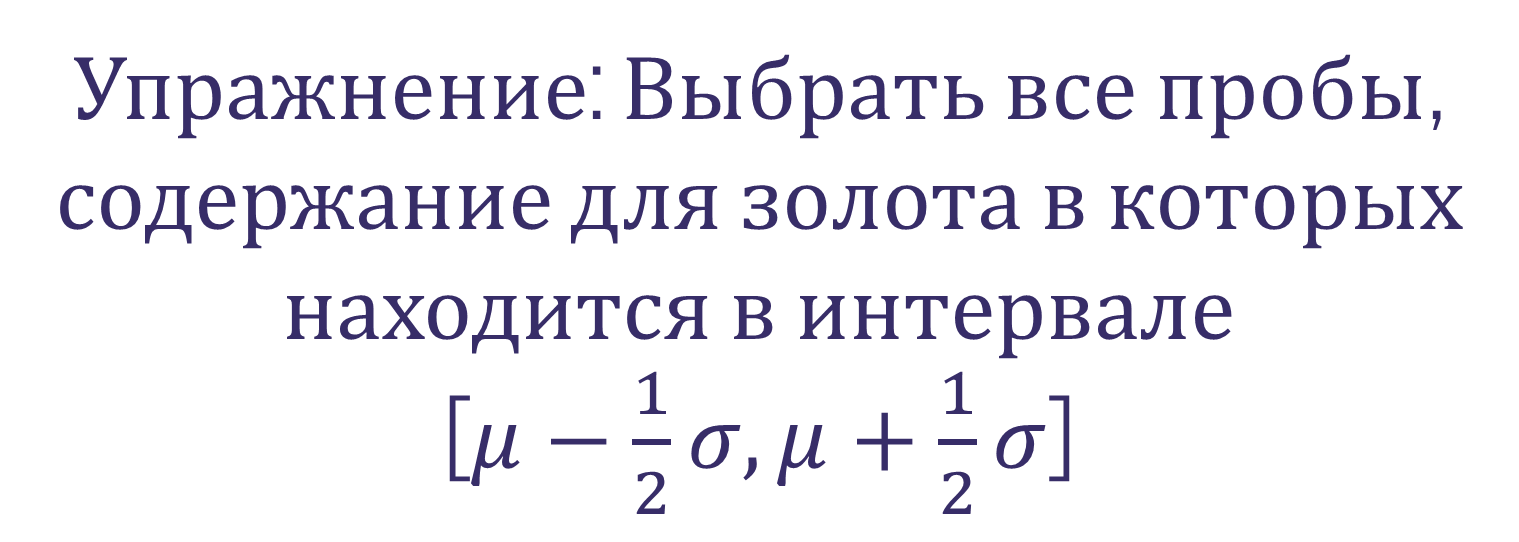 Упражнение: Выбрать все пробы,
содержание для золота в которых
находится в интервале
[μ − 1/2 σ, μ + 1/2 σ]